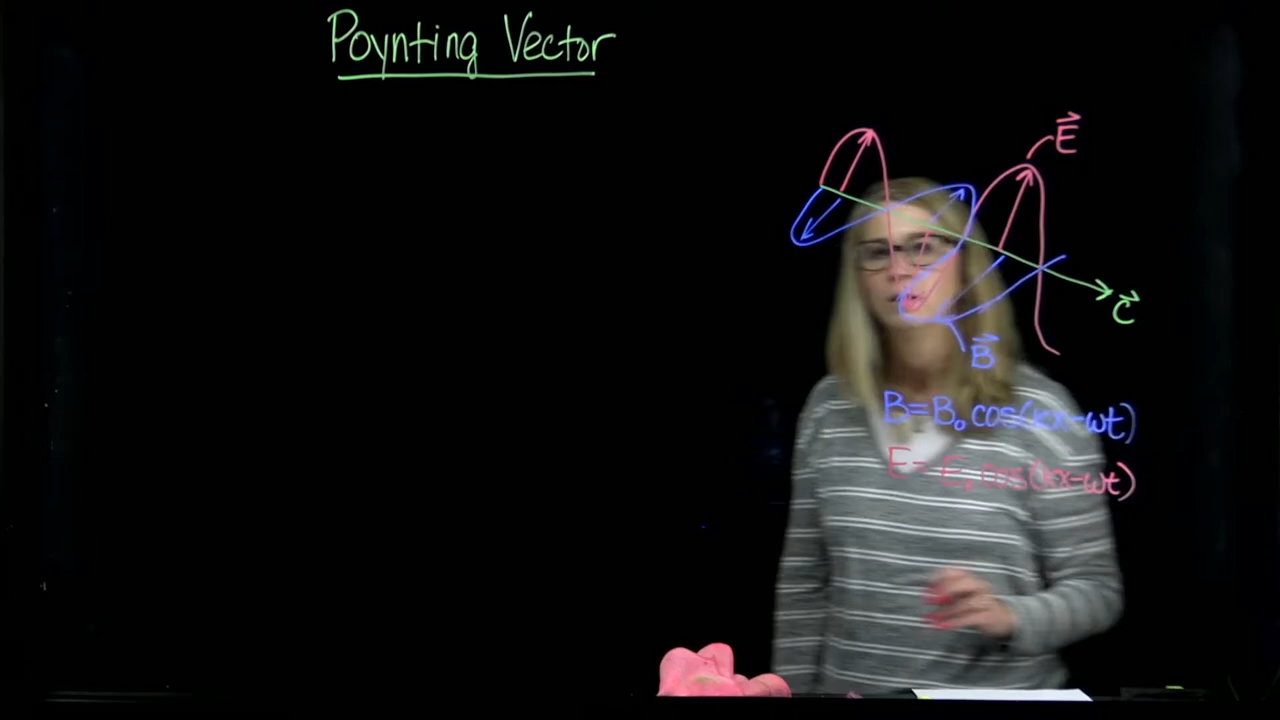 Poynting Vector
E⃗
C⃗
B⃗
B=B₀cos(kx-ωt)
E=E₀cos(kx-ωt)